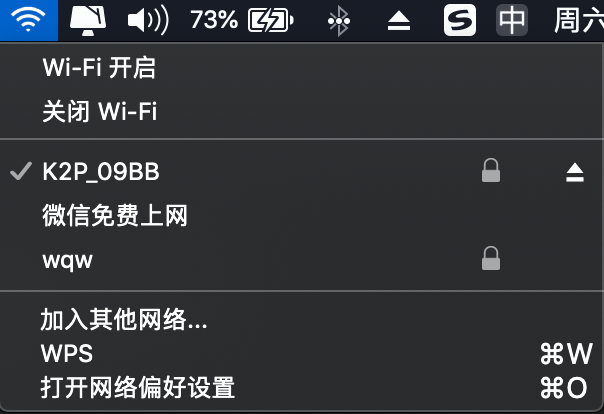 73% S 中 周六
Wi-Fi 开启
关闭 Wi-Fi
K2P_09BB
微信免费上网
wqw
加入其他网络...
WPS ⌘W
打开网络偏好设置 ⌘O